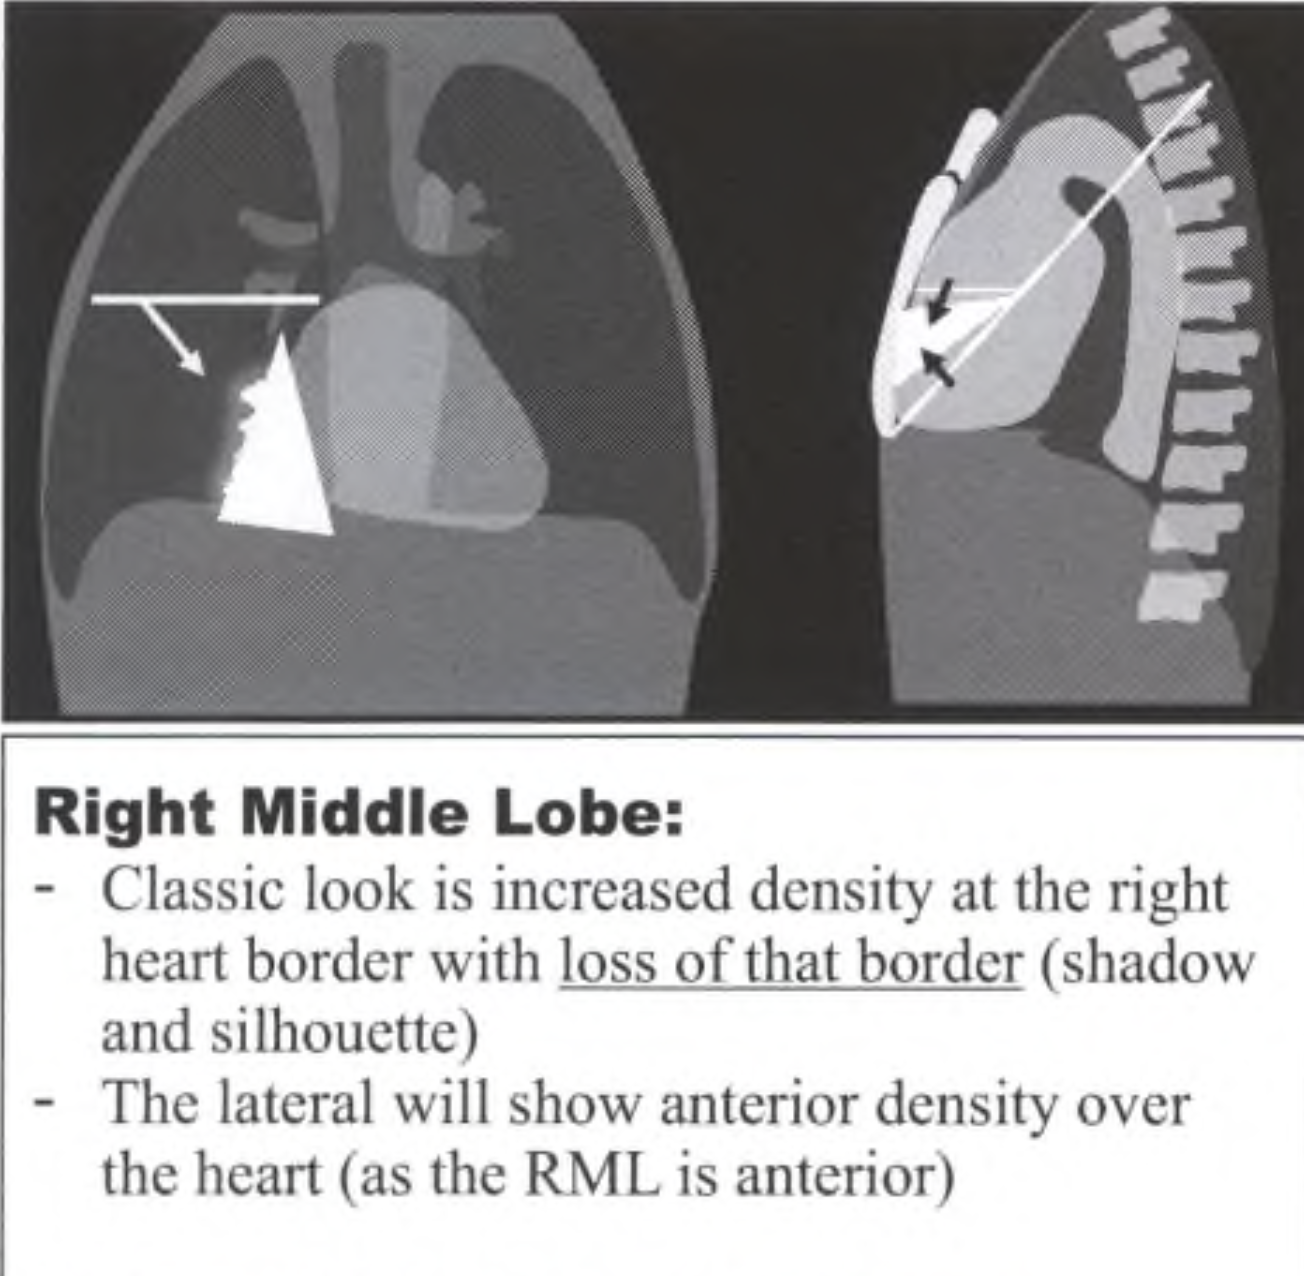 Right Middle Lobe:
- Classic look is increased density at the right
heart border with loss of that border (shadow
and silhouette)
- The lateral will show anterior density over
the heart (as the RML is anterior)